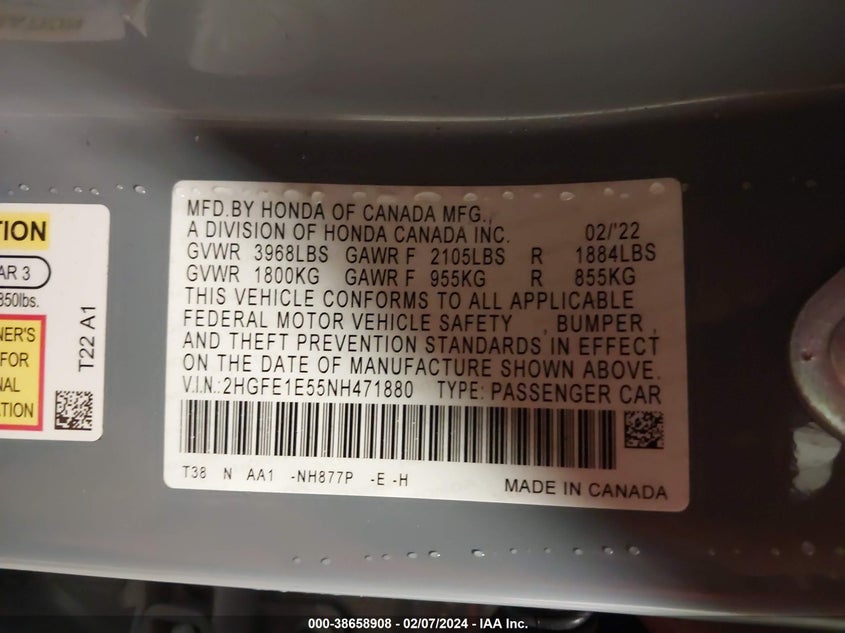 MFD.BY HONDA OF CANADA MFG.,
A DIVISION OF HONDA CANADA INC. 02/'22
GVWR 3968LBS GAWR F 2105LBS R 1884LBS
GVWR 1800KG GAWR F 955KG R 855KG
THIS VEHICLE CONFORMS TO ALL APPLICABLE
FEDERAL MOTOR VEHICLE SAFETY , BUMPER ,
AND THEFT PREVENTION STANDARDS IN EFFECT
ON THE DATE OF MANUFACTURE SHOWN ABOVE.
V.I.N.:2HGFE1E55NH471880 TYPE: PASSENGER CAR
T38 N AA1 -NH877P -E -H
MADE IN CANADA
TION
AR 3
850lbs.
NER'S
FOR
NAL
ATION
T22 A1
000-38658908 - 02/07/2024 - IAA Inc.